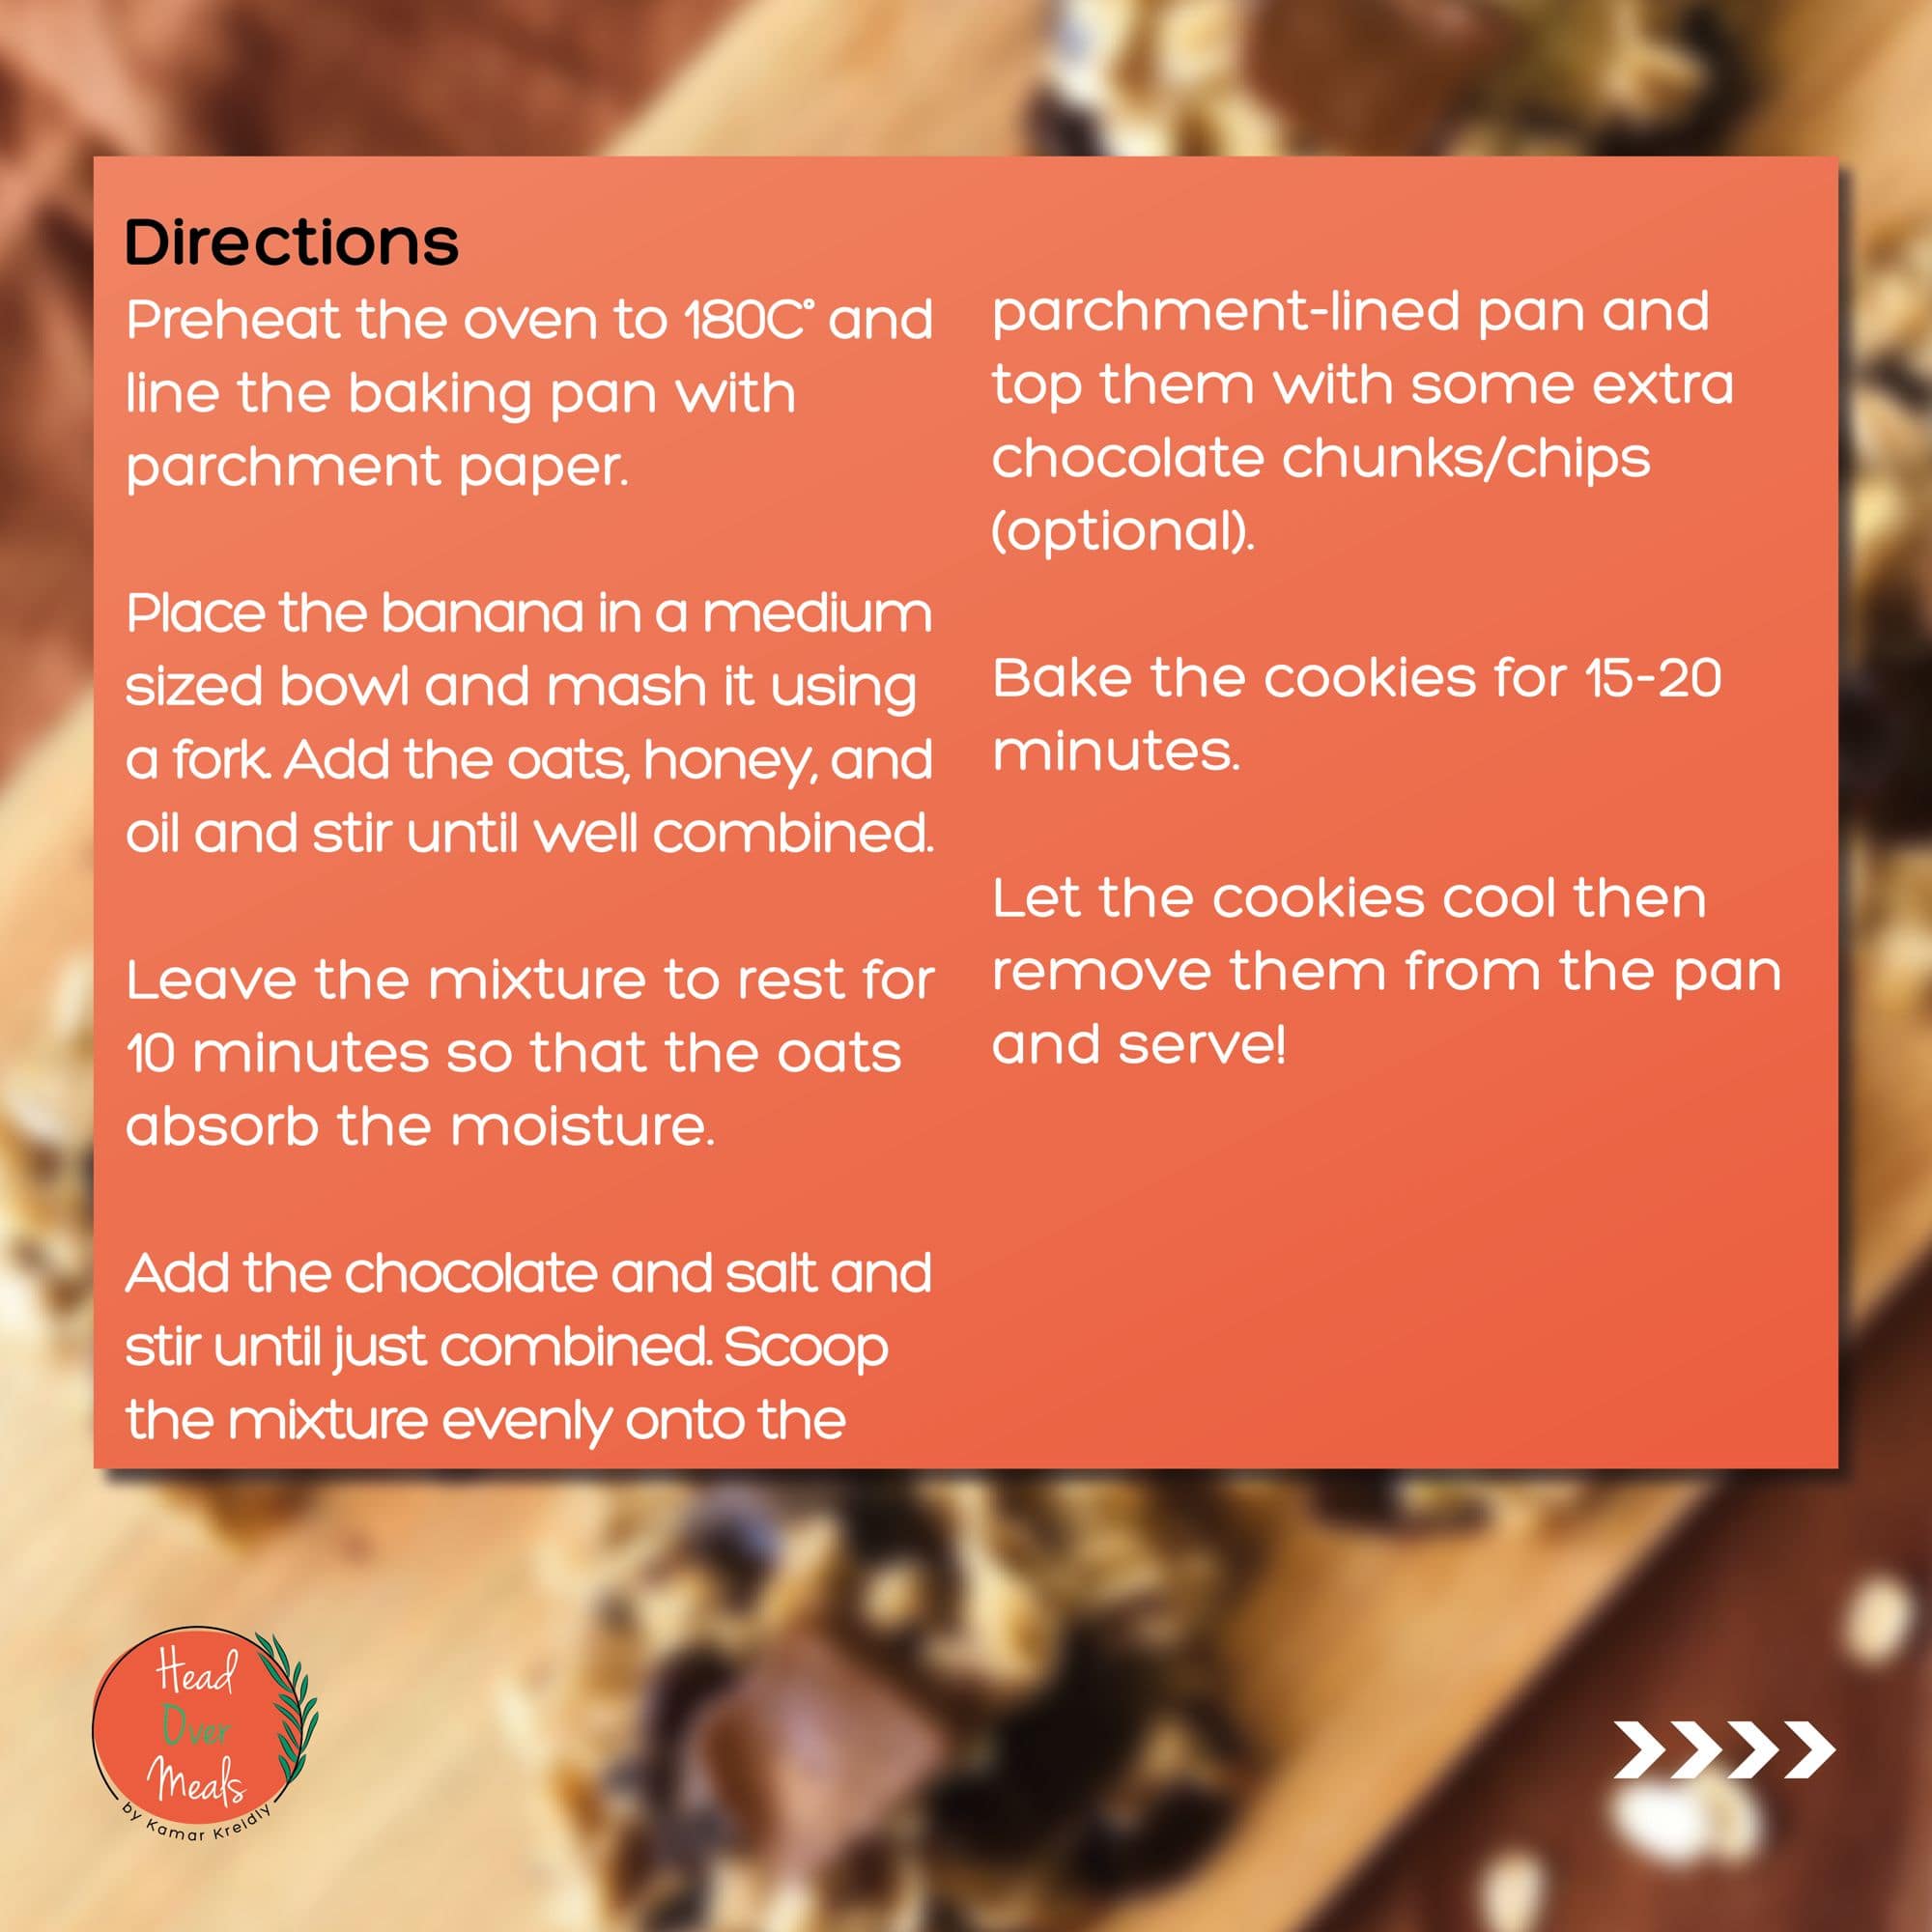 Directions
Preheat the oven to 180C° and
line the baking pan with
parchment paper.
Place the banana in a medium
sized bowl and mash it using
a fork. Add the oats, honey, and
oil and stir until well combined.
Leave the mixture to rest for
10 minutes so that the oats
absorb the moisture.
Add the chocolate and salt and
stir until just combined. Scoop
the mixture evenly onto the
parchment-lined pan and
top them with some extra
chocolate chunks/chips
(optional).
Bake the cookies for 15-20
minutes.
Let the cookies cool then
remove them from the pan
and serve!
Head
Over
Meals
by Kamar Kreidly